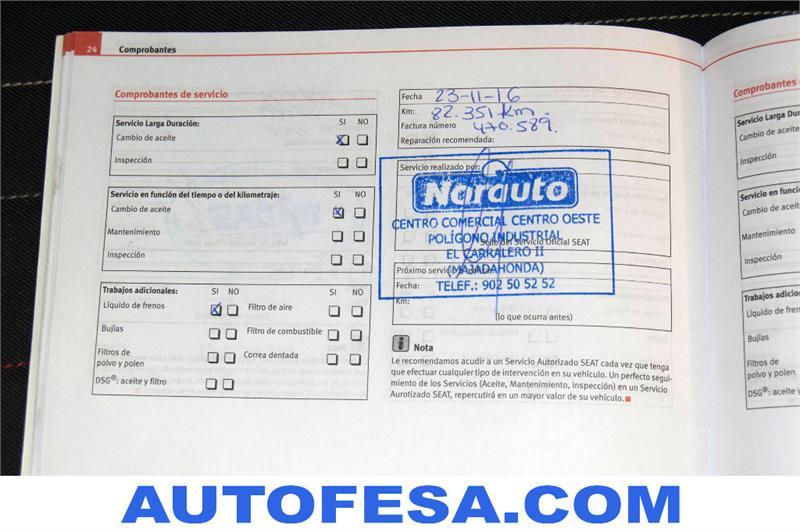 24 Comprobantes
Comprobantes de servicio
Servicio Larga Duración:
SI NO
Cambio de aceite
Inspección
Servicio en función del tiempo o del kilometraje:
SI NO
Cambio de aceite
Mantenimiento
Inspección
Trabajos adicionales:
SI NO SI NO
Líquido de frenos Filtro de aire
Bujías Filtro de combustible
Filtros de
polvo y polen Correa dentada
DSG®: aceite y filtro
Fecha 23-11-16
Km: 82.351 Km.
Factura número 470.589.
Reparación recomendada:
Servicio realizado por:
Norauto
CENTRO COMERCIAL CENTRO OESTE
POLÍGONO INDUSTRIAL
Sello del Servicio Oficial SEAT
EL CARRALERO II
(MAJADAHONDA)
TELEF.: 902 50 52 52
Próximo servicio
Fecha:
Km:
(lo que ocurra antes)
i Nota
Le recomendamos acudir a un Servicio Autorizado SEAT cada vez que tenga
que efectuar cualquier tipo de intervención en su vehículo. Un perfecto segui-
miento de los Servicios (Aceite, Mantenimiento, Inspección) en un Servicio
Aurotizado SEAT, repercutirá en un mayor valor de su vehículo.
Comprobantes
Servicio Larga Du
Cambio de aceite
Inspección
Servicio en funci
Cambio de aceite
Mantenimiento
Inspección
Trabajos adicion
Líquido de fren
Bujías
Filtros de
polvo y polen
DSG®: aceite y
AUTOFESA.COM